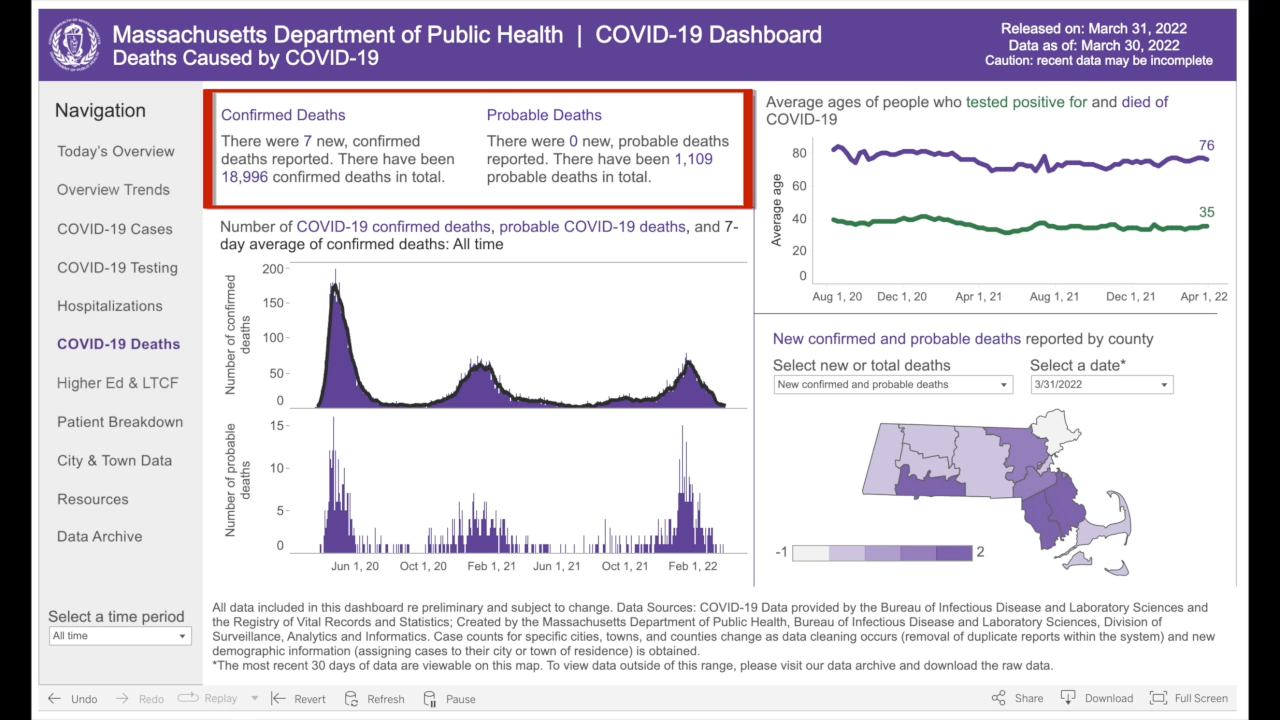 Massachusetts Department of Public Health | COVID-19 Dashboard
Deaths Caused by COVID-19
Released on: March 31, 2022
Data as of: March 30, 2022
Caution: recent data may be incomplete
Navigation
Today's Overview
Overview Trends
COVID-19 Cases
COVID-19 Testing
Hospitalizations
COVID-19 Deaths
Higher Ed & LTCF
Patient Breakdown
City & Town Data
Resources
Data Archive
Select a time period
All time
Confirmed Deaths
There were 7 new, confirmed
deaths reported. There have been
18,996 confirmed deaths in total.
Probable Deaths
There were 0 new, probable deaths
reported. There have been 1,109
probable deaths in total.
Number of COVID-19 confirmed deaths, probable COVID-19 deaths, and 7-
day average of confirmed deaths: All time
Number of confirmed
deaths
200
150
100
50
0
Number of probable
deaths
15
10
5
0
Jun 1, 20 Oct 1, 20 Feb 1, 21 Jun 1, 21 Oct 1, 21 Feb 1, 22
Average ages of people who tested positive for and died of
COVID-19
Average age
80
60
40
20
0
76
35
Aug 1, 20 Dec 1, 20 Apr 1, 21 Aug 1, 21 Dec 1, 21 Apr 1, 22
New confirmed and probable deaths reported by county
Select new or total deaths
New confirmed and probable deaths
Select a date*
3/31/2022
-1 2
All data included in this dashboard re preliminary and subject to change. Data Sources: COVID-19 Data provided by the Bureau of Infectious Disease and Laboratory Sciences and
the Registry of Vital Records and Statistics; Created by the Massachusetts Department of Public Health, Bureau of Infectious Disease and Laboratory Sciences, Division of
Surveillance, Analytics and Informatics. Case counts for specific cities, towns, and counties change as data cleaning occurs (removal of duplicate reports within the system) and new
demographic information (assigning cases to their city or town of residence) is obtained.
*The most recent 30 days of data are viewable on this map. To view data outside of this range, please visit our data archive and download the raw data.
Undo Redo Replay Revert Refresh Pause Share Download Full Screen